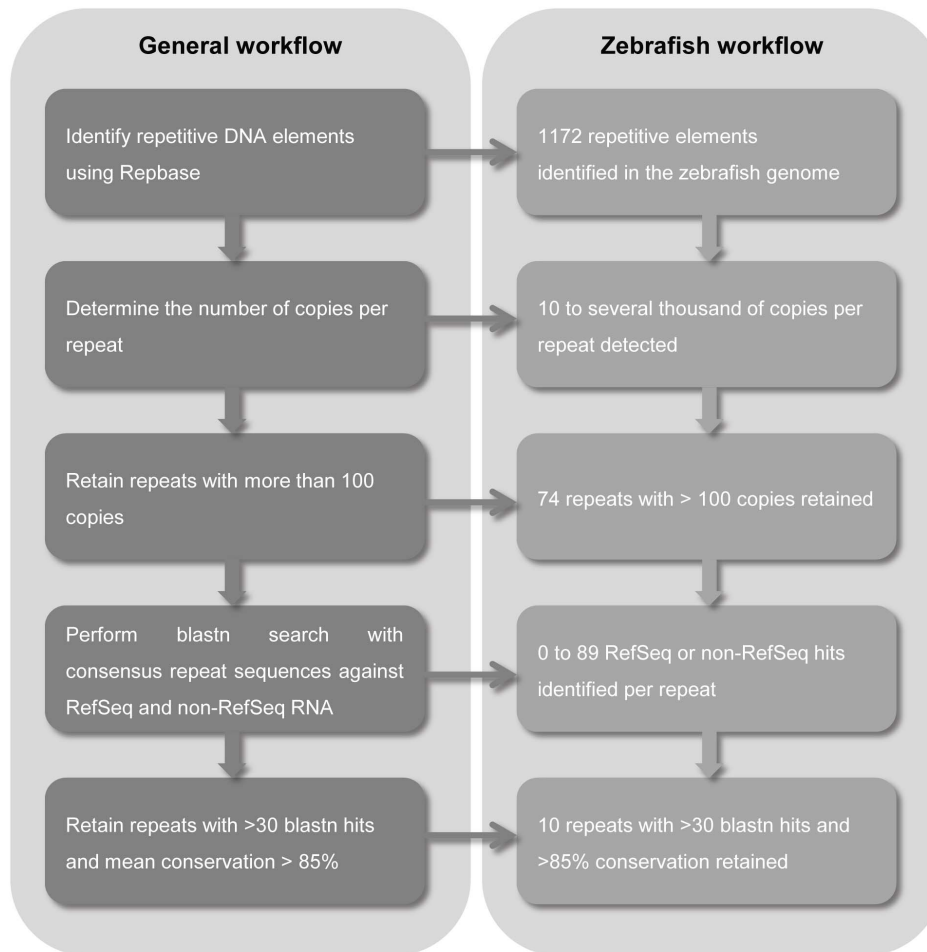 General workflow
Identify repetitive DNA elements
using Repbase
Determine the number of copies per
repeat
Retain repeats with more than 100
copies
Perform blastn search with
consensus repeat sequences against
RefSeq and non-RefSeq RNA
Retain repeats with >30 blastn hits
and mean conservation > 85%
Zebrafish workflow
1172 repetitive elements
identified in the zebrafish genome
10 to several thousand of copies per
repeat detected
74 repeats with > 100 copies retained
0 to 89 RefSeq or non-RefSeq hits
identified per repeat
10 repeats with >30 blastn hits and
>85% conservation retained